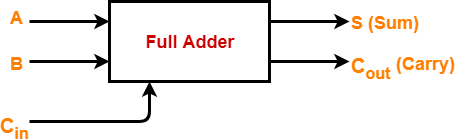 A
S (Sum)
Full Adder
B
Cout (Carry)
Cin